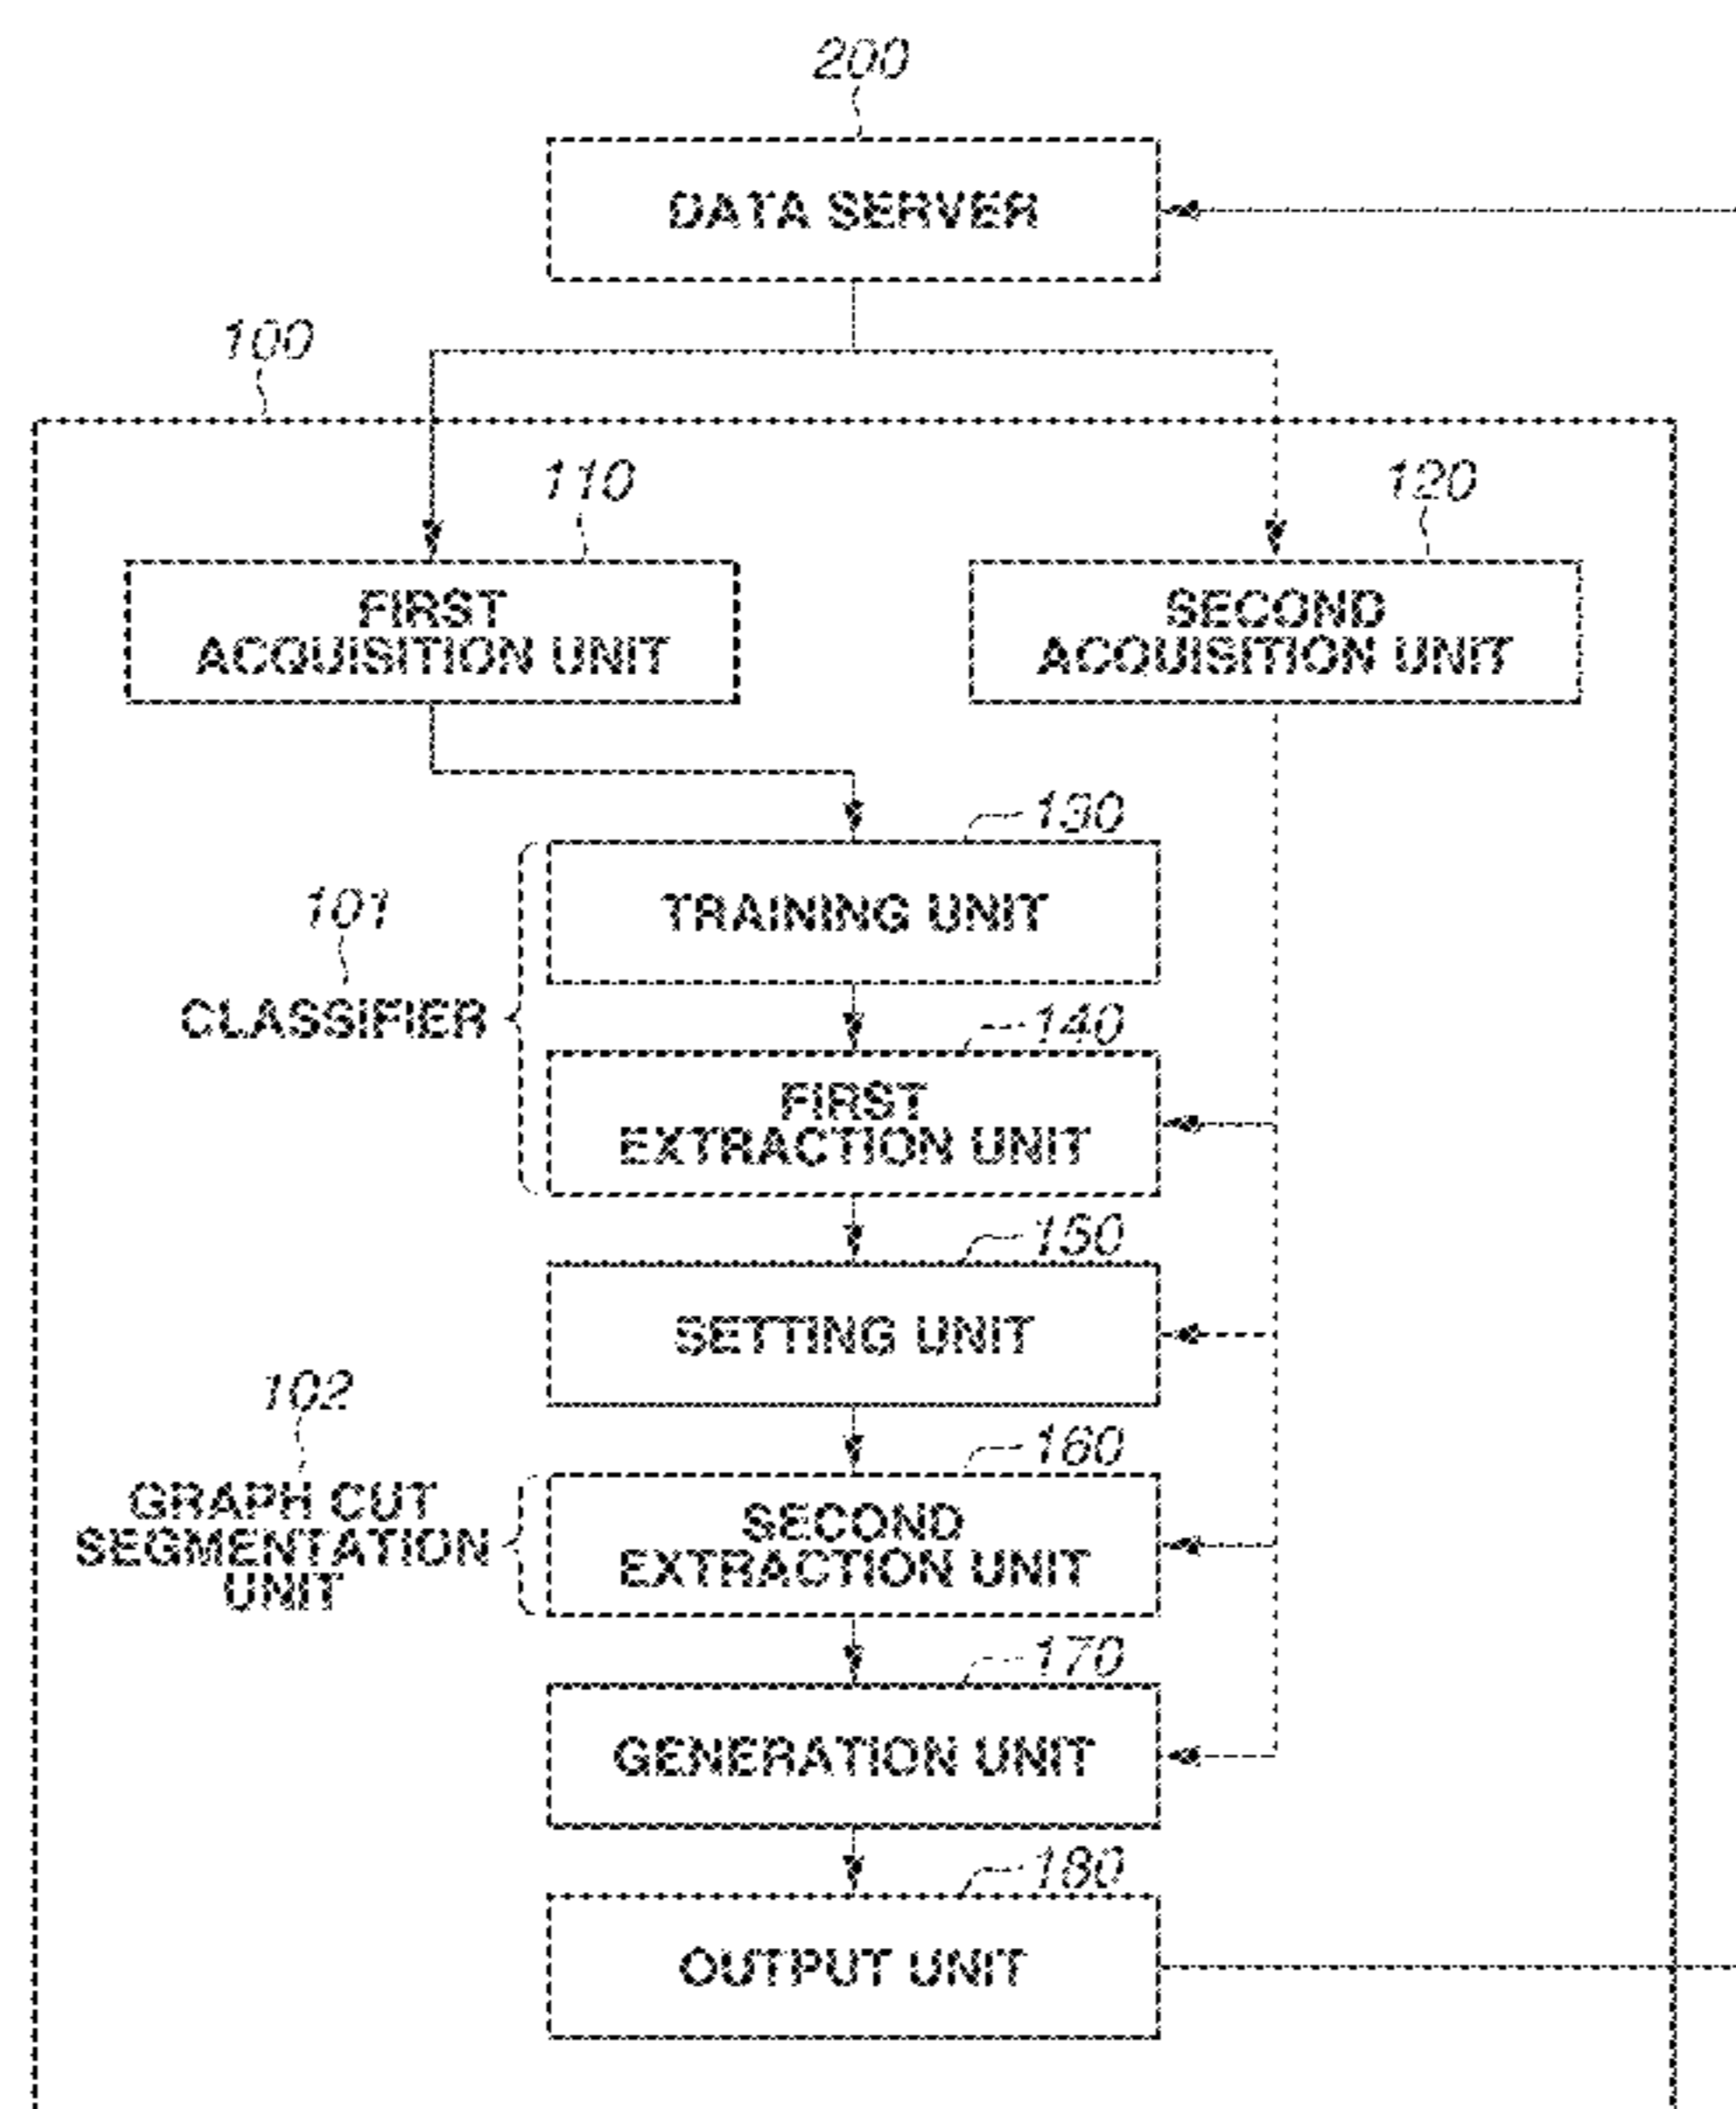 200
DATA SERVER
100
110
120
FIRST
ACQUISITION UNIT
SECOND
ACQUISITION UNIT
130
TRAINING UNIT
101
CLASSIFIER
140
FIRST
EXTRACTION UNIT
150
SETTING UNIT
102
GRAPH CUT
SEGMENTATION
UNIT
160
SECOND
EXTRACTION UNIT
170
GENERATION UNIT
180
OUTPUT UNIT